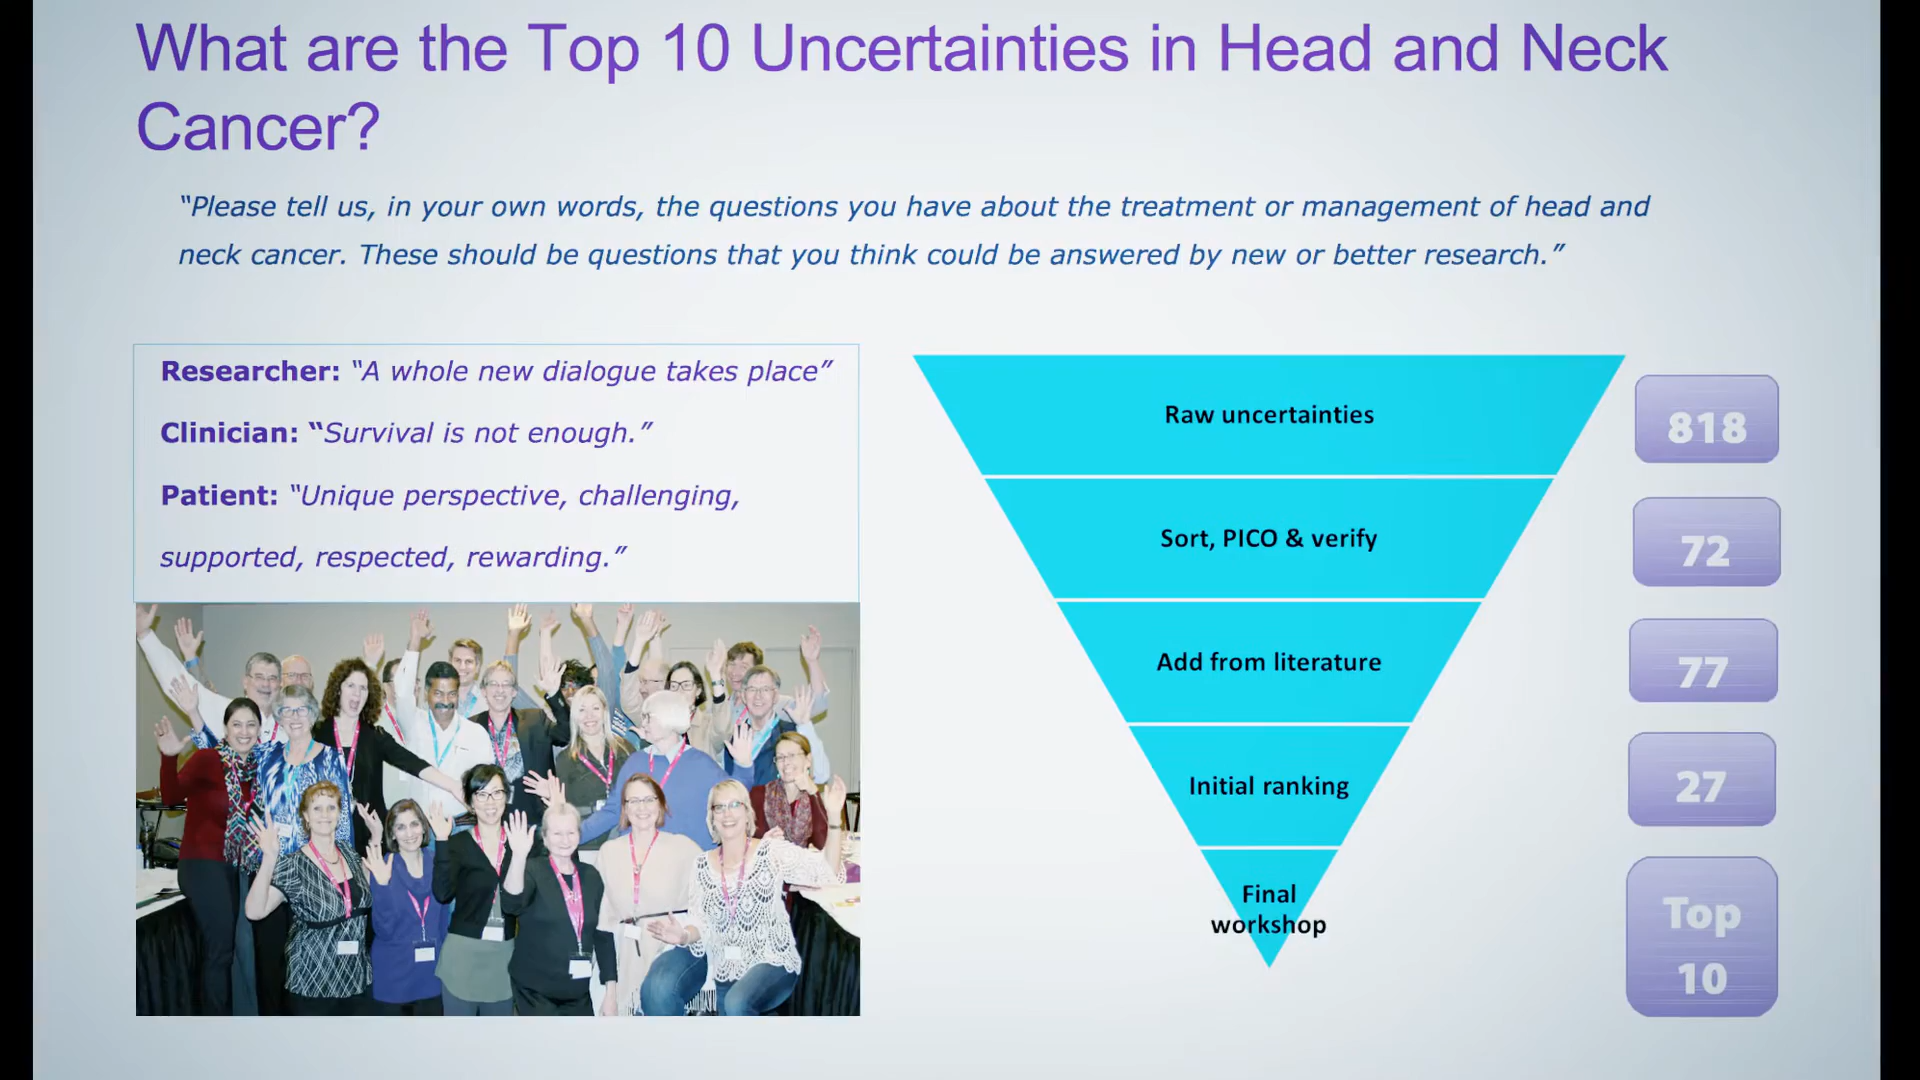 What are the Top 10 Uncertainties in Head and Neck
Cancer?
“Please tell us, in your own words, the questions you have about the treatment or management of head and
neck cancer. These should be questions that you think could be answered by new or better research.”
Researcher: “A whole new dialogue takes place”
Clinician: “Survival is not enough.”
Patient: “Unique perspective, challenging,
supported, respected, rewarding.”
Raw uncertainties
818
Sort, PICO & verify
72
Add from literature
77
Initial ranking
27
Final
workshop
Top
10